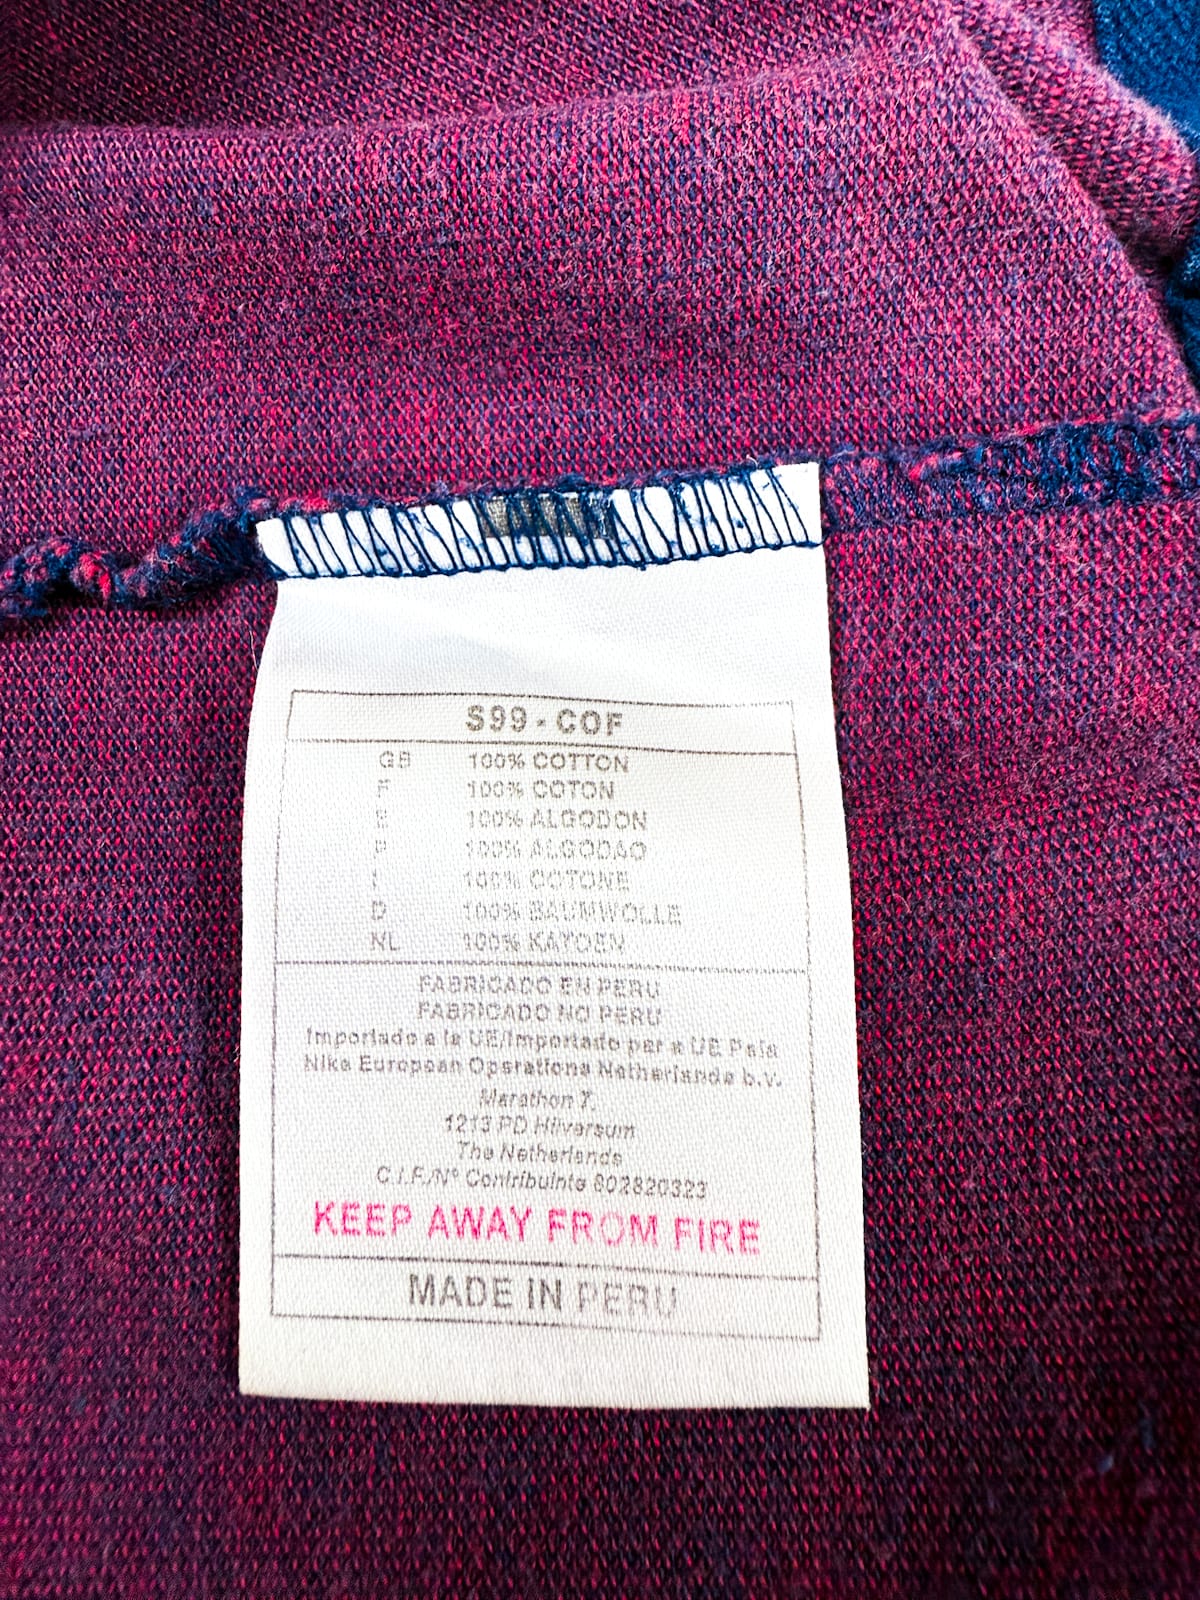 S99 - COF
GB 100% COTTON
F 100% COTON
E 100% ALGODON
P 100% ALGODAO
I 100% COTONE
D 100% BAUMWOLLE
NL 100% KATOEN
FABRICADO EN PERU
FABRICADO NO PERU
Importado a la UE/Importado par a UE Pala
Nike European Operations Netherlands b.v.
Marathon 7.
1213 PD Hilversum
The Netherlands
C.I.F./Nº Contribuinte 802820323
KEEP AWAY FROM FIRE
MADE IN PERU